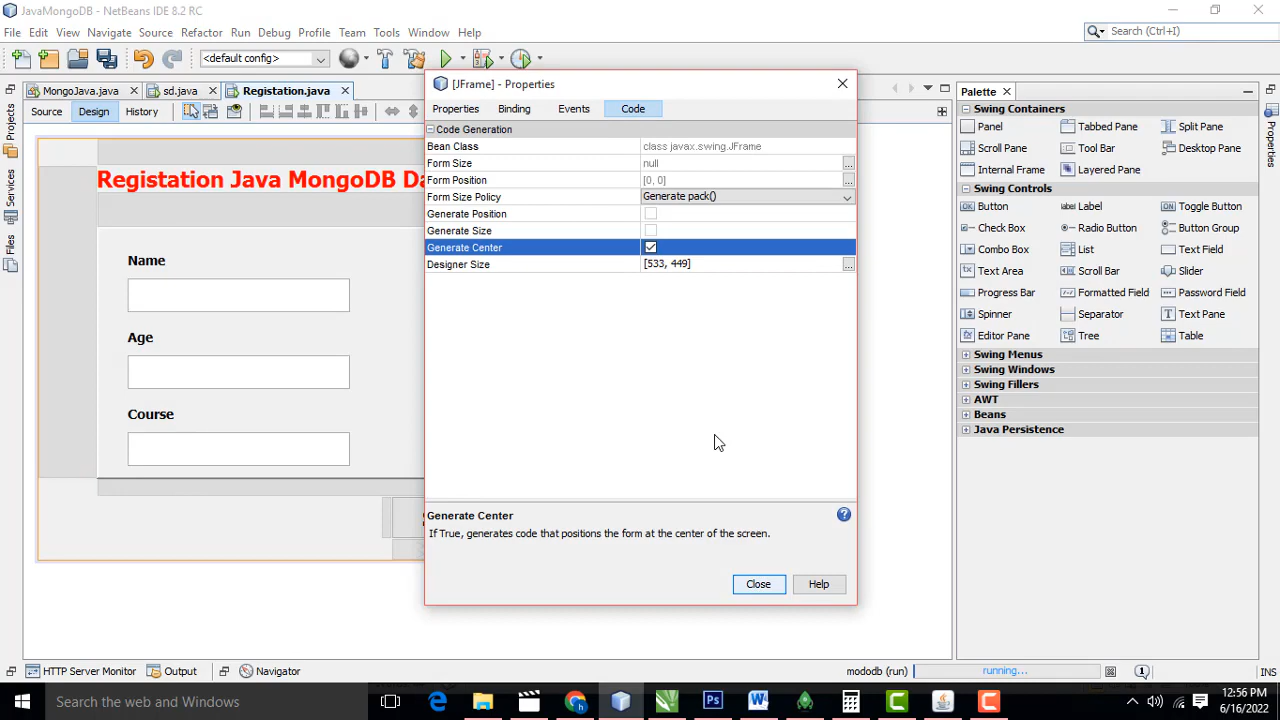 JavaMongoDB - NetBeans IDE 8.2 RC
File Edit View Navigate Source Refactor Run Debug Profile Team Tools Window Help
Search (Ctrl+I)
<default config>
MongoJava.java
sd.java
Registation.java
Source Design History
Projects
Services
Files
Registation Java MongoDB Da
Name
Age
Course
[JFrame] - Properties
Properties Binding Events Code
Code Generation
Bean Class class javax.swing.JFrame
Form Size null
Form Position [0, 0]
Form Size Policy Generate pack()
Generate Position
Generate Size
Generate Center
Designer Size [533, 449]
Generate Center
If True, generates code that positions the form at the center of the screen.
Close Help
Palette
Properties
Swing Containers
Panel Tabbed Pane Split Pane
Scroll Pane Tool Bar Desktop Pane
Internal Frame Layered Pane
Swing Controls
Button Label Toggle Button
Check Box Radio Button Button Group
Combo Box List Text Field
Text Area Scroll Bar Slider
Progress Bar Formatted Field Password Field
Spinner Separator Text Pane
Editor Pane Tree Table
Swing Menus
Swing Windows
Swing Fillers
AWT
Beans
Java Persistence
HTTP Server Monitor Output Navigator
mododb (run) running...
INS
Search the web and Windows
12:56 PM
6/16/2022